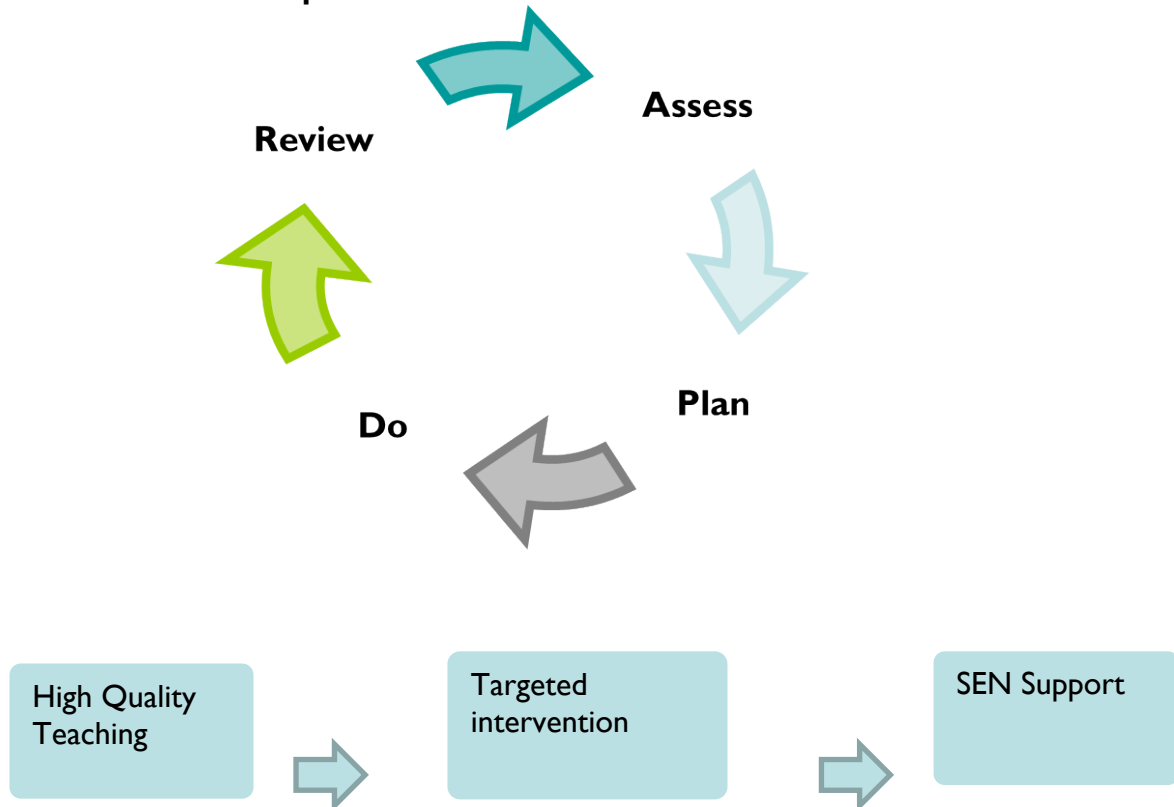 Assess
Review
Plan
Do
High Quality
Teaching
Targeted
intervention
SEN Support